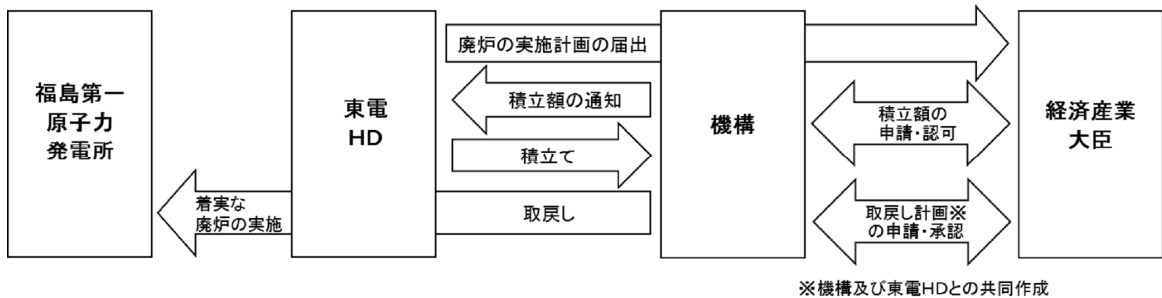 福島第一
原子力
発電所
東電
HD
機構
経済産業
大臣
廃炉の実施計画の届出
積立額の通知
積立て
取戻し
着実な
廃炉の実施
積立額の
申請・認可
取戻し計画※
の申請・承認
※機構及び東電HDとの共同作成